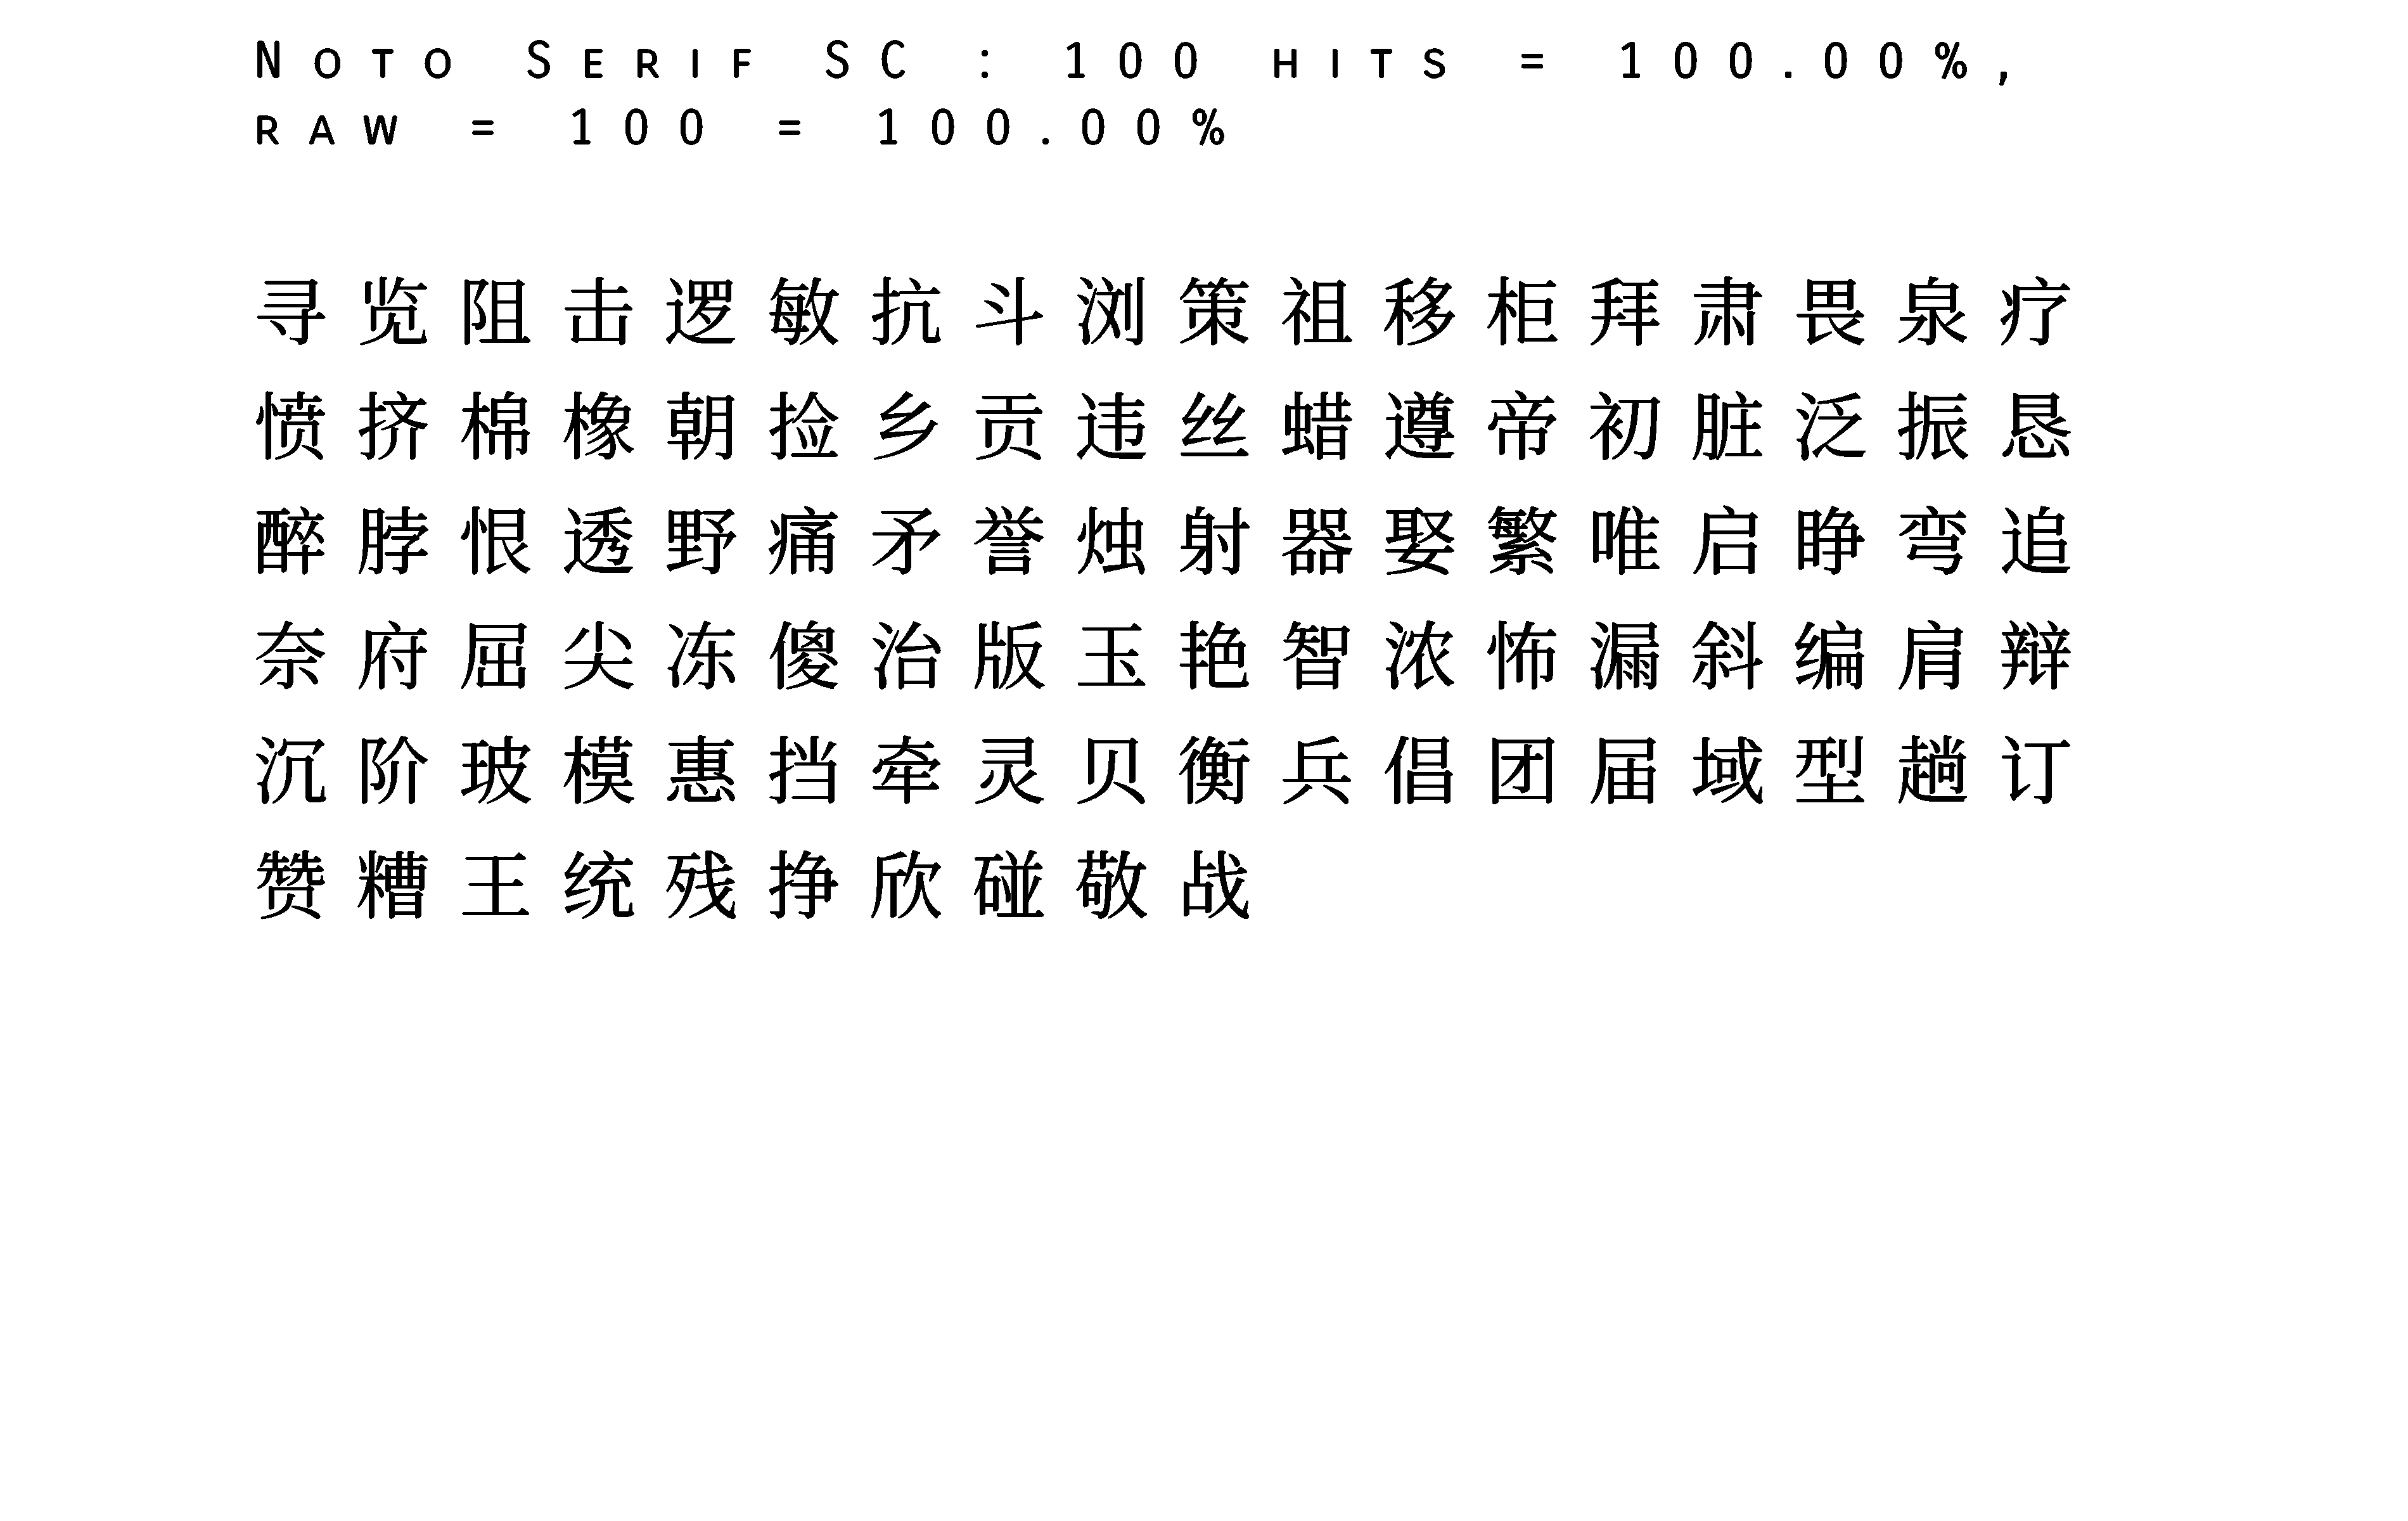 Noto Serif SC : 100 hits = 100.00%,
raw = 100 = 100.00%
寻览阻击逻敏抗斗浏策祖移柜拜肃畏泉疗
愤挤棉橡朝捡乡贡违丝蜡遵帝初脏泛振恳
醉脖恨透野痛矛誉烛射器娶繁唯启睁弯追
奈府屈尖冻傻治版玉艳智浓怖漏斜编肩辩
沉阶玻模惠挡牵灵贝衡兵倡团届域型趟订
赞糟王统残挣欣碰敬战